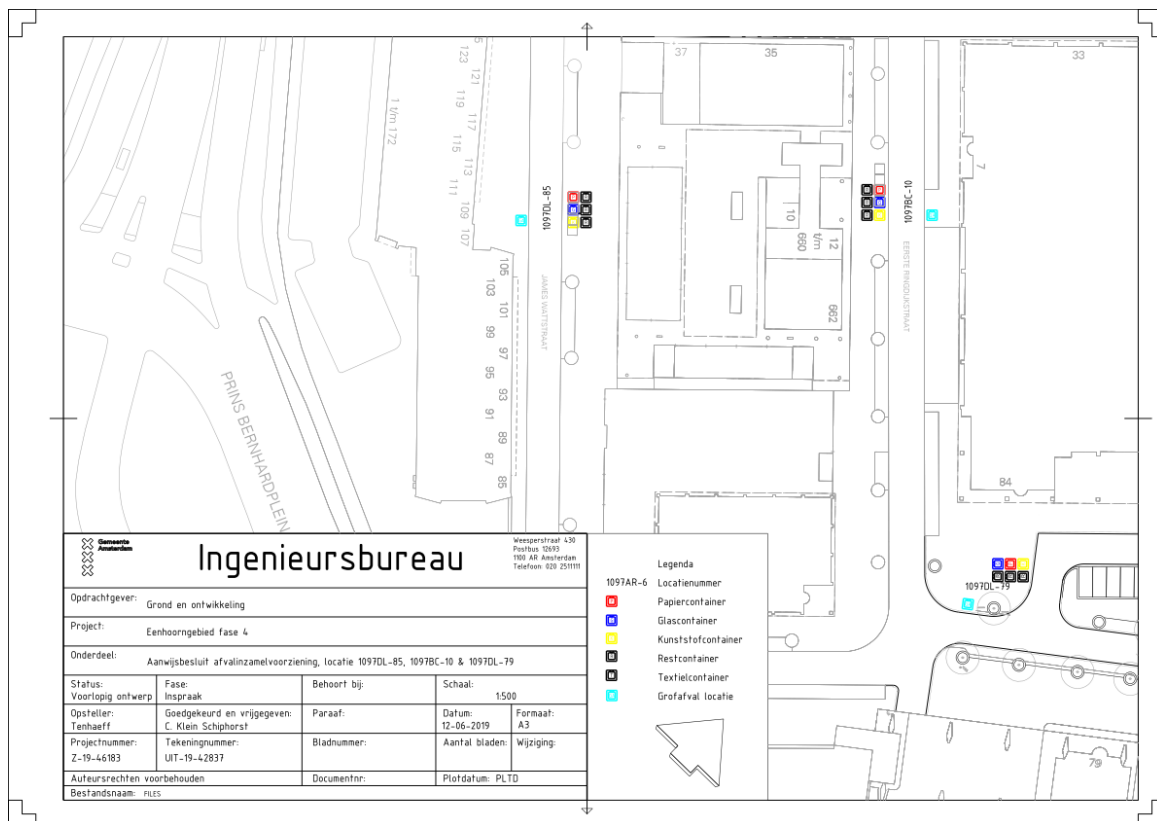 37
35
33
123
121
119
117
115
113
111
109
107
1 t/m 172
105
103
101
99
97
95
93
91
89
87
85
PRINS BERNHARDPLEIN
1097DL-85
JAMES WATTSTRAAT
10
12
t/m
660
662
1097BC-10
EERSTE RINGDIJKSTRAAT
7
84
1097DL-79
79
Gemeente
Amsterdam
Ingenieursbureau
Weesperstraat 430
Postbus 12693
1100 AR Amsterdam
Telefoon: 020 2511111
Opdrachtgever: Grond en ontwikkeling
Project: Eenhoorngebied fase 4
Onderdeel: Aanwijsbesluit afvalinzamelvoorziening, locatie 1097DL-85, 1097BC-10 & 1097DL-79
Status: Voorlopig ontwerp
Fase: Inspraak
Behoort bij:
Schaal: 1:500
Opsteller: Tenhaeff
Goedgekeurd en vrijgegeven: C. Klein Schiphorst
Paraaf:
Datum: 12-06-2019
Formaat: A3
Projectnummer: Z-19-46183
Tekeningnummer: UIT-19-42837
Bladnummer:
Aantal bladen:
Wijziging:
Auteursrechten voorbehouden
Documentnr:
Plotdatum: PLTD
Bestandsnaam: FILES
Legenda
1097AR-6 Locatienummer
Papiercontainer
Glascontainer
Kunststofcontainer
Restcontainer
Textielcontainer
Grofafval locatie